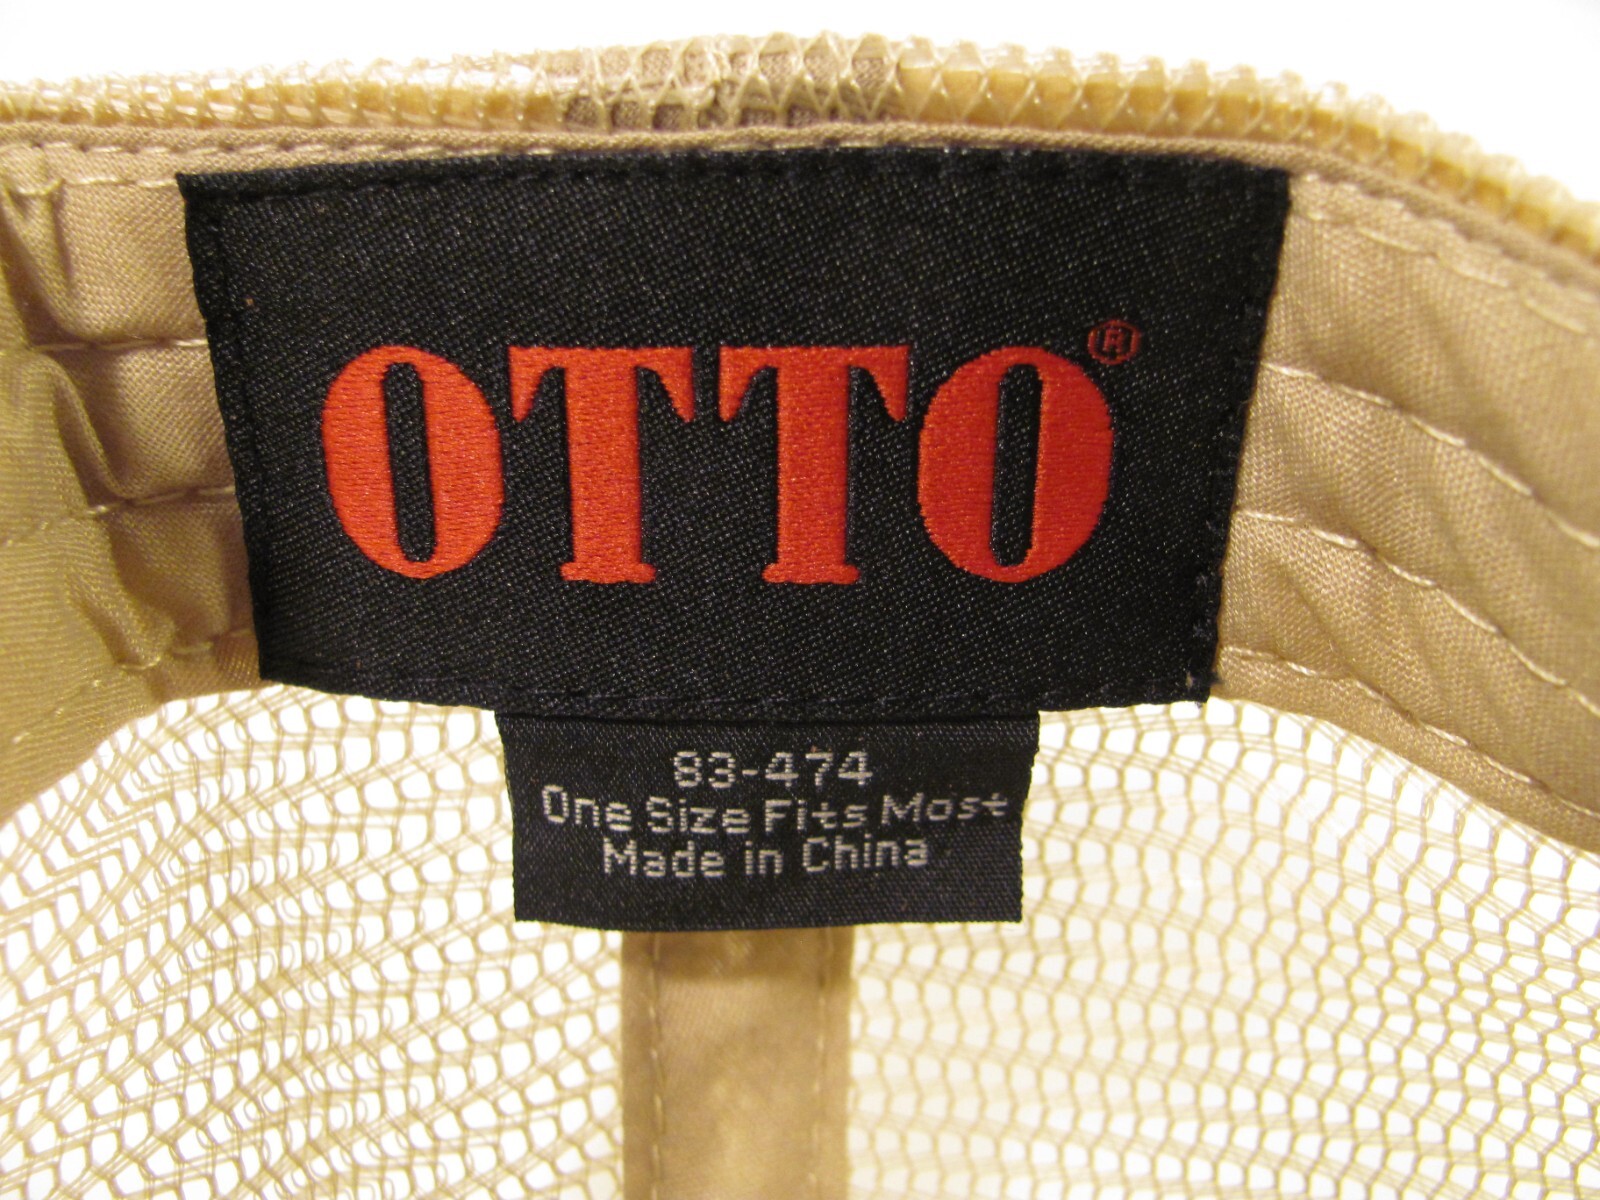 OTTO®
83-474
One Size Fits Most
Made in China